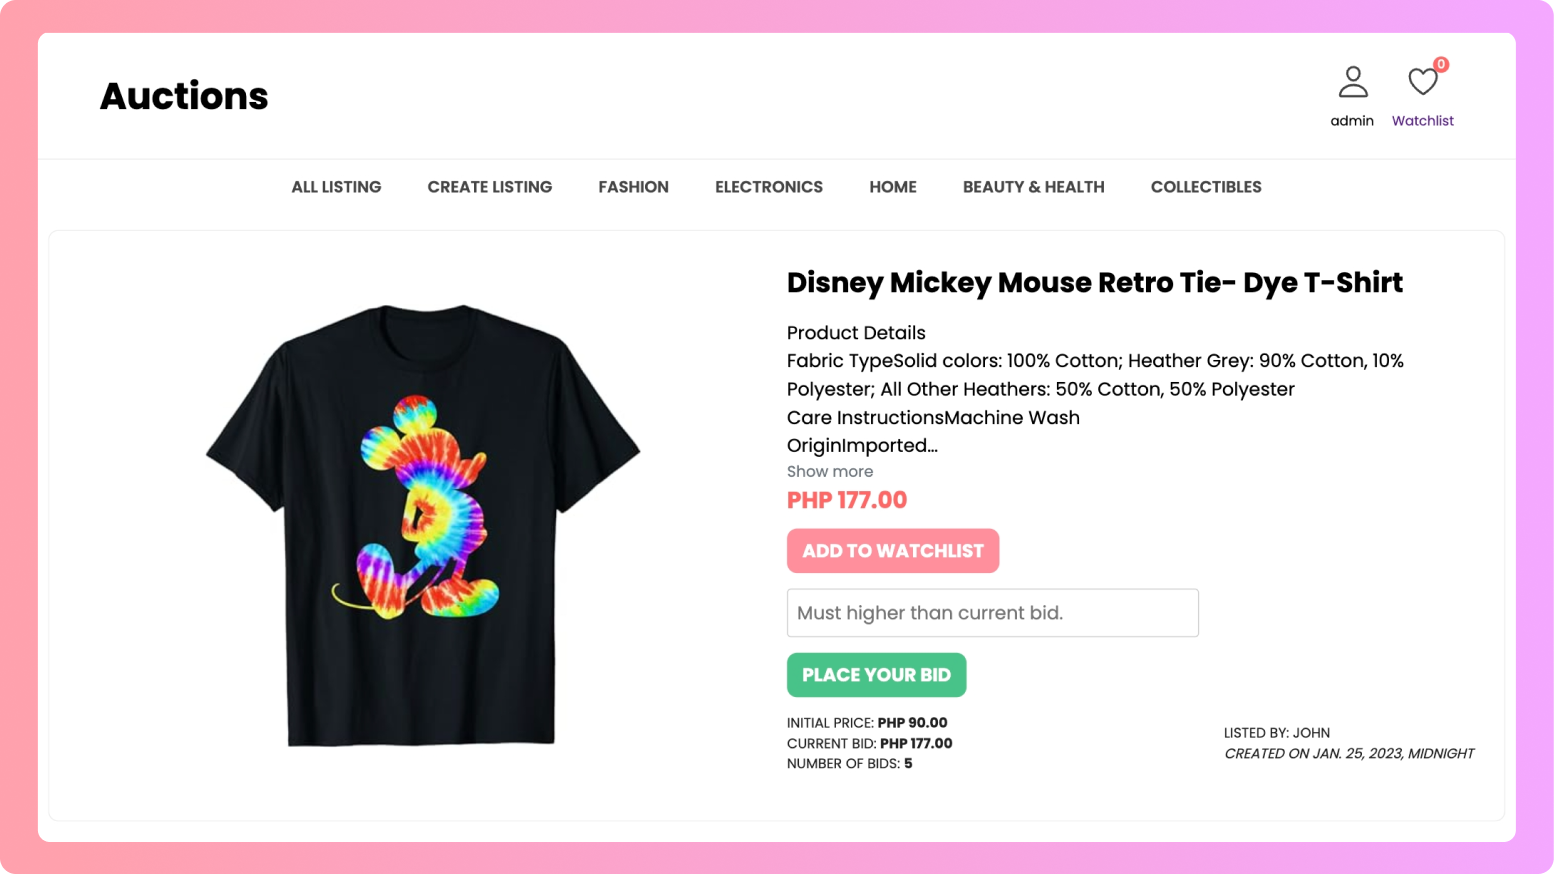 Auctions
0
admin
Watchlist
ALL LISTING
CREATE LISTING
FASHION
ELECTRONICS
HOME
BEAUTY & HEALTH
COLLECTIBLES
Disney Mickey Mouse Retro Tie- Dye T-Shirt
Product Details
Fabric TypeSolid colors: 100% Cotton; Heather Grey: 90% Cotton, 10%
Polyester; All Other Heathers: 50% Cotton, 50% Polyester
Care InstructionsMachine Wash
OriginImported...
Show more
PHP 177.00
ADD TO WATCHLIST
Must higher than current bid.
PLACE YOUR BID
INITIAL PRICE: PHP 90.00
CURRENT BID: PHP 177.00
NUMBER OF BIDS: 5
LISTED BY: JOHN
CREATED ON JAN. 25, 2023, MIDNIGHT